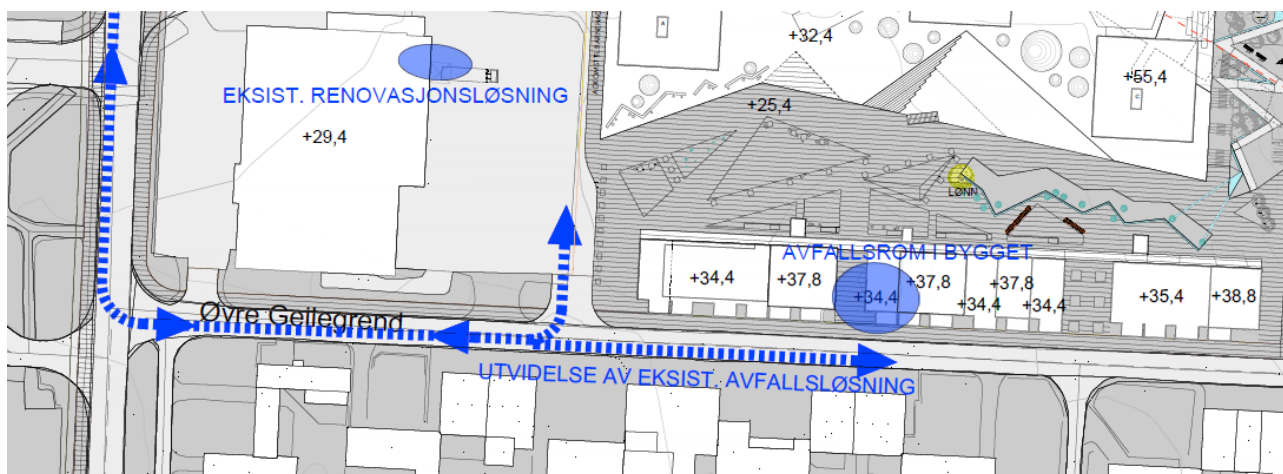 +32,4
A
+55,4
C
EKSIST. RENOVASJONSLØSNING
+25,4
+29,4
LØNN
AVFALLSROM I BYGGET
+34,4
+37,8
+34,4
+37,8
+37,8
+34,4
+34,4
+35,4
+38,8
Øvre Geilegrend
UTVIDELSE AV EKSIST. AVFALLSLØSNING